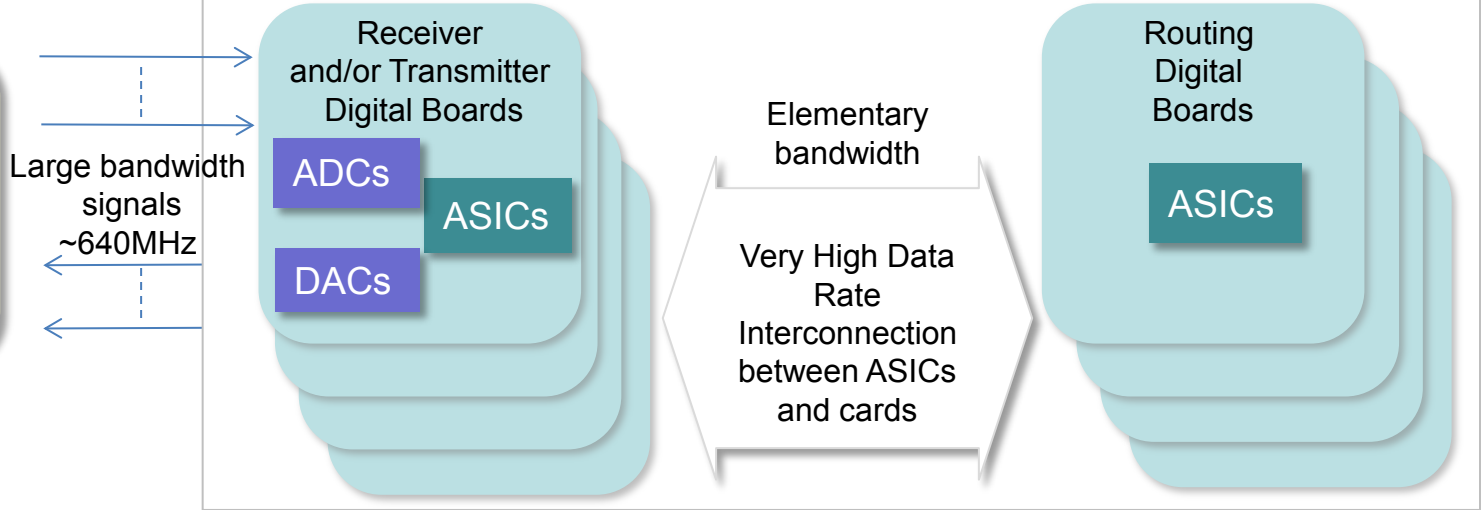 Large bandwidth
signals
~640MHz
Receiver
and/or Transmitter
Digital Boards
ADCs
ASICs
DACs
Elementary
bandwidth
Very High Data
Rate
Interconnection
between ASICs
and cards
Routing
Digital
Boards
ASICs